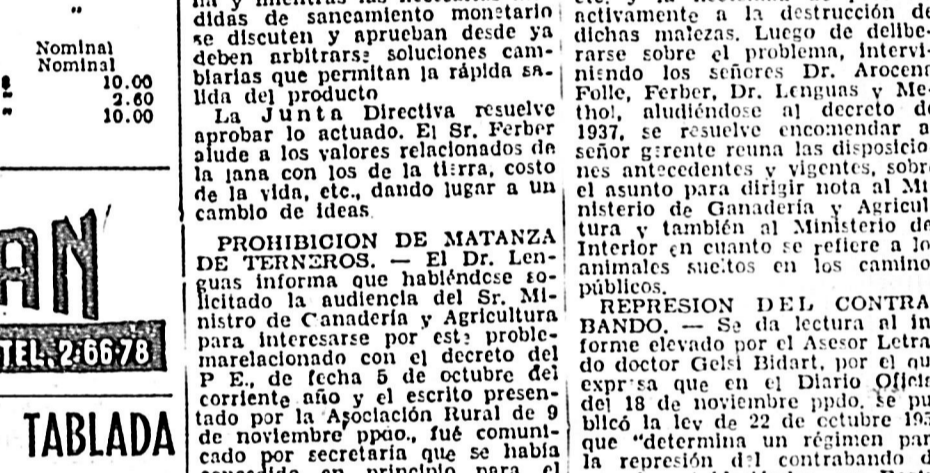 "
Nominal
Nominal
10.00
" 2.60
" 10.00
AN
TEL. 2:66-78
TABLADA
didas de saneamiento monetario
se discuten y aprueban desde ya
deben arbitrarse soluciones cam-
biarias que permitan la rápida sa-
lida del producto
La Junta Directiva resuelve
aprobar lo actuado. El Sr. Ferber
alude a los valores relacionados de
la lana con los de la tierra, costo
de la vida, etc., dando lugar a un
cambio de ideas.
PROHIBICION DE MATANZA
DE TERNEROS. — El Dr. Len-
guas informa que habiéndose so-
licitado la audiencia del Sr. Mi-
nistro de Canadería y Agricultura
para interesarse por este proble-
marelacionado con el decreto del
P E., de fecha 5 de octubre del
corriente año y el escrito presen-
tado por la Asociación Rural de 9
de noviembre ppdo., fué comuni-
cado por secretaría que se había
en principio para el
activamente a la destrucción de
dichas malezas. Luego de delibe-
rarse sobre el problema, intervi-
niendo los señores Dr. Arocena
Folle, Ferber, Dr. Lenguas y Me-
thol, aludiéndose al decreto de
1937, se resuelve encomendar a
señor gerente reuna las disposicio-
nes antecedentes y vigentes, sobre
el asunto para dirigir nota al Mi
nisterio de Ganadería y Agricul
tura y también al Ministerio de
Interior en cuanto se refiere a lo
animales sueltos en los camino
públicos.
REPRESION DEL CONTRA
BANDO. — Se da lectura al in
forme elevado por el Asesor Letra
do doctor Gelsi Bidart, por el qu
expresa que en el Diario Oficia
del 18 de noviembre ppdo. se pu
blicó la ley de 22 de octubre 195
que "determina un régimen par
la represión del contrabando d